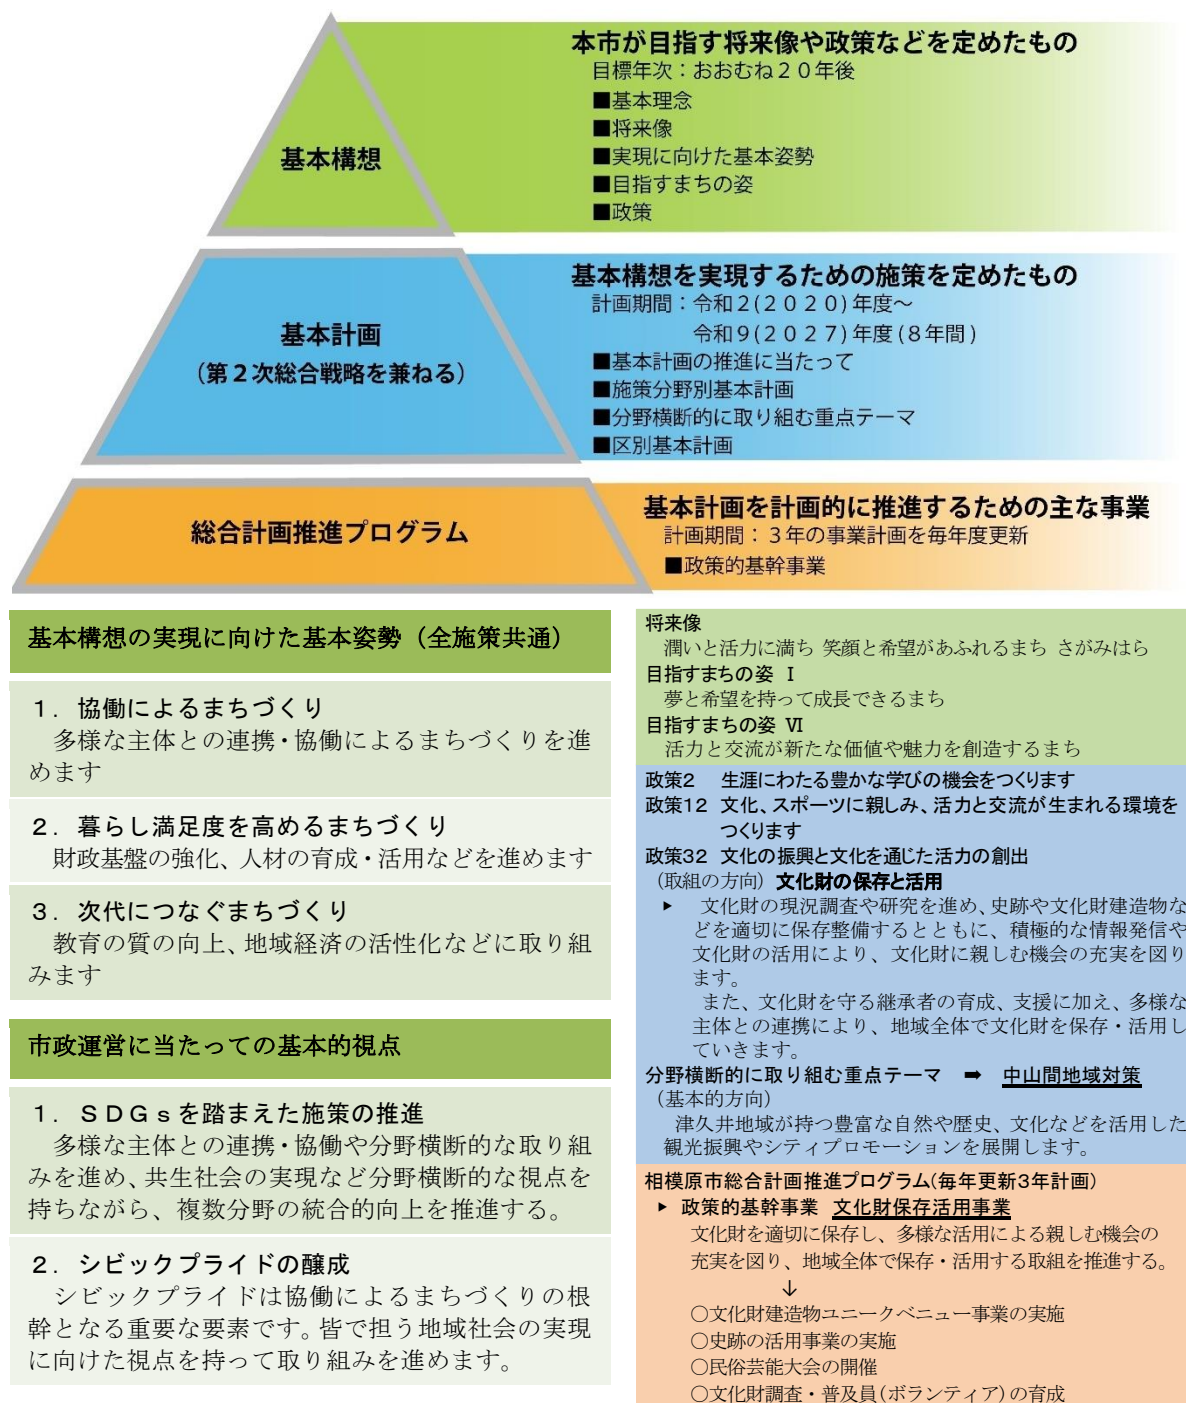 基本構想
本市が目指す将来像や政策などを定めたもの
目標年次：おおむね２０年後
■基本理念
■将来像
■実現に向けた基本姿勢
■目指すまちの姿
■政策
基本計画
（第２次総合戦略を兼ねる）
基本構想を実現するための施策を定めたもの
計画期間：令和２(２０２０)年度～
令和９(２０２７)年度(８年間)
■基本計画の推進に当たって
■施策分野別基本計画
■分野横断的に取り組む重点テーマ
■区別基本計画
総合計画推進プログラム
基本計画を計画的に推進するための主な事業
計画期間：３年の事業計画を毎年度更新
■政策的基幹事業
基本構想の実現に向けた基本姿勢（全施策共通）
１．協働によるまちづくり
多様な主体との連携・協働によるまちづくりを進
めます
２．暮らし満足度を高めるまちづくり
財政基盤の強化、人材の育成・活用などを進めます
３．次代につなぐまちづくり
教育の質の向上、地域経済の活性化などに取り組
みます
市政運営に当たっての基本的視点
１．ＳＤＧｓを踏まえた施策の推進
多様な主体との連携・協働や分野横断的な取り組
みを進め、共生社会の実現など分野横断的な視点を
持ちながら、複数分野の統合的向上を推進する。
２．シビックプライドの醸成
シビックプライドは協働によるまちづくりの根
幹となる重要な要素です。皆で担う地域社会の実現
に向けた視点を持って取り組みを進めます。
将来像
潤いと活力に満ち 笑顔と希望があふれるまち さがみはら
目指すまちの姿 Ⅰ
夢と希望を持って成長できるまち
目指すまちの姿 Ⅵ
活力と交流が新たな価値や魅力を創造するまち
政策2 生涯にわたる豊かな学びの機会をつくります
政策12 文化、スポーツに親しみ、活力と交流が生まれる環境を
つくります
政策32 文化の振興と文化を通じた活力の創出
（取組の方向）文化財の保存と活用
▶ 文化財の現況調査や研究を進め、史跡や文化財建造物な
どを適切に保存整備するとともに、積極的な情報発信や
文化財の活用により、文化財に親しむ機会の充実を図り
ます。
また、文化財を守る継承者の育成、支援に加え、多様な
主体との連携により、地域全体で文化財を保存・活用し
ていきます。
分野横断的に取り組む重点テーマ ➡ 中山間地域対策
（基本的方向）
津久井地域が持つ豊富な自然や歴史、文化などを活用した
観光振興やシティプロモーションを展開します。
相模原市総合計画推進プログラム(毎年更新3年計画)
▶ 政策的基幹事業 文化財保存活用事業
文化財を適切に保存し、多様な活用による親しむ機会の
充実を図り、地域全体で保存・活用する取組を推進する。
↓
○文化財建造物ユニークベニュー事業の実施
○史跡の活用事業の実施
○民俗芸能大会の開催
○文化財調査・普及員(ボランティア)の育成